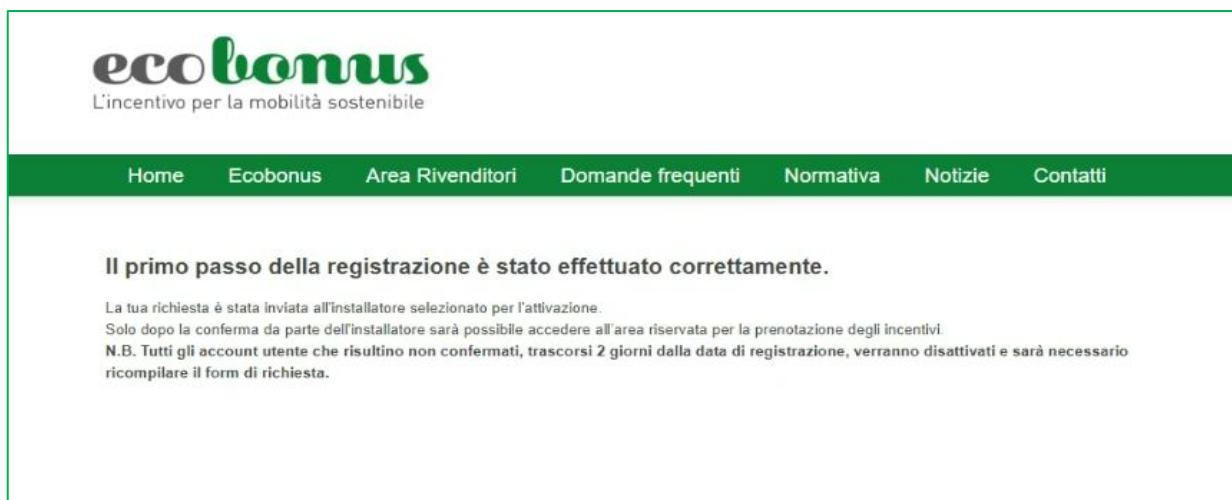 ecobonus
L'incentivo per la mobilità sostenibile
Home Ecobonus Area Rivenditori Domande frequenti Normativa Notizie Contatti
Il primo passo della registrazione è stato effettuato correttamente.
La tua richiesta è stata inviata all'installatore selezionato per l'attivazione.
Solo dopo la conferma da parte dell'installatore sarà possibile accedere all'area riservata per la prenotazione degli incentivi.
N.B. Tutti gli account utente che risultino non confermati, trascorsi 2 giorni dalla data di registrazione, verranno disattivati e sarà necessario
ricompilare il form di richiesta.